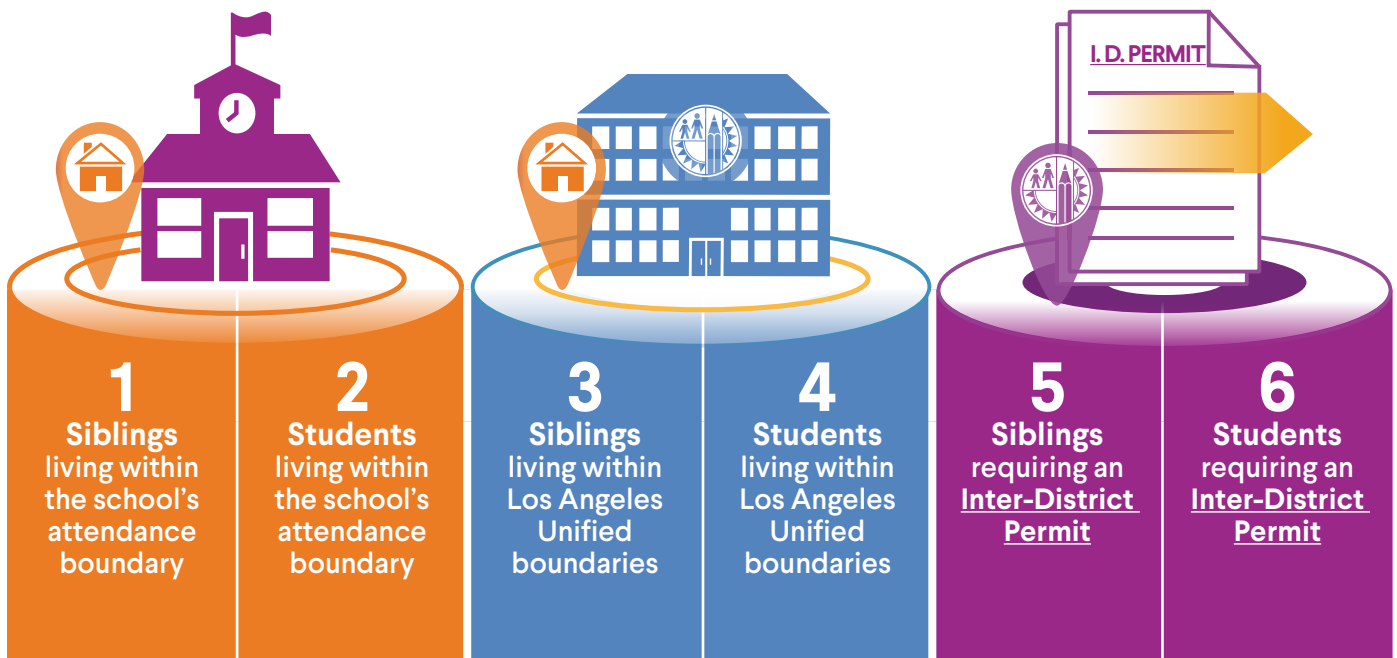 I. D. PERMIT
1
Siblings
living within
the school's
attendance
boundary
2
Students
living within
the school's
attendance
boundary
3
Siblings
living within
Los Angeles
Unified
boundaries
4
Students
living within
Los Angeles
Unified
boundaries
5
Siblings
requiring an
Inter-District
Permit
6
Students
requiring an
Inter-District
Permit